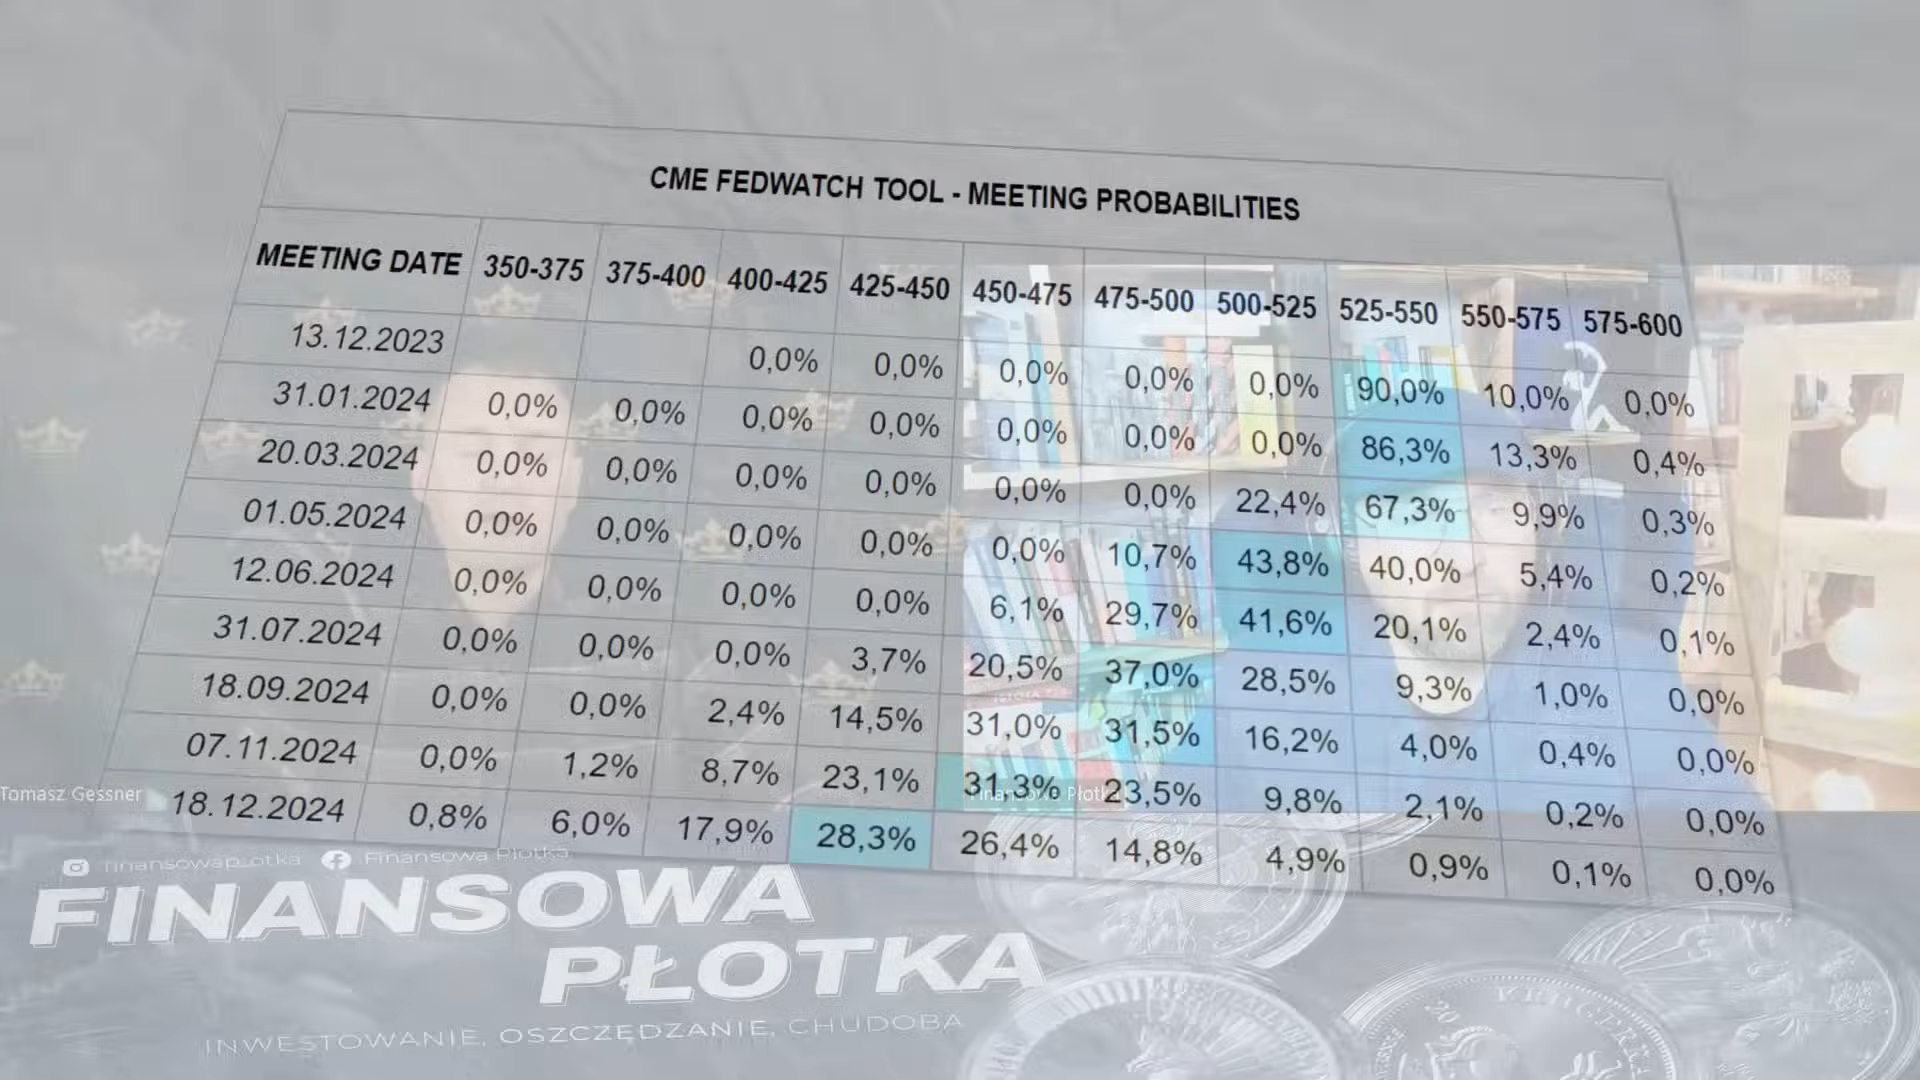 CME FEDWATCH TOOL - MEETING PROBABILITIES
MEETING DATE 350-375 375-400 400-425 425-450 450-475 475-500 500-525 525-550 550-575 575-600
13.12.2023 0,0% 0,0% 0,0% 0,0% 0,0% 90,0% 10,0% 0,0%
31.01.2024 0,0% 0,0% 0,0% 0,0% 0,0% 0,0% 0,0% 86,3% 13,3% 0,4%
20.03.2024 0,0% 0,0% 0,0% 0,0% 0,0% 0,0% 22,4% 67,3% 9,9% 0,3%
01.05.2024 0,0% 0,0% 0,0% 0,0% 0,0% 10,7% 43,8% 40,0% 5,4% 0,2%
12.06.2024 0,0% 0,0% 0,0% 0,0% 6,1% 29,7% 41,6% 20,1% 2,4% 0,1%
31.07.2024 0,0% 0,0% 0,0% 3,7% 20,5% 37,0% 28,5% 9,3% 1,0% 0,0%
18.09.2024 0,0% 0,0% 2,4% 14,5% 31,0% 31,5% 16,2% 4,0% 0,4% 0,0%
07.11.2024 0,0% 1,2% 8,7% 23,1% 31,3% 23,5% 9,8% 2,1% 0,2% 0,0%
18.12.2024 0,8% 6,0% 17,9% 28,3% 26,4% 14,8% 4,9% 0,9% 0,1% 0,0%
Tomasz Gessner
Finansowa Płotka
finansowaplotka Finansowa Płotka
FINANSOWA
PŁOTKA
INWESTOWANIE, OSZCZĘDZANIE, CHUDOBA